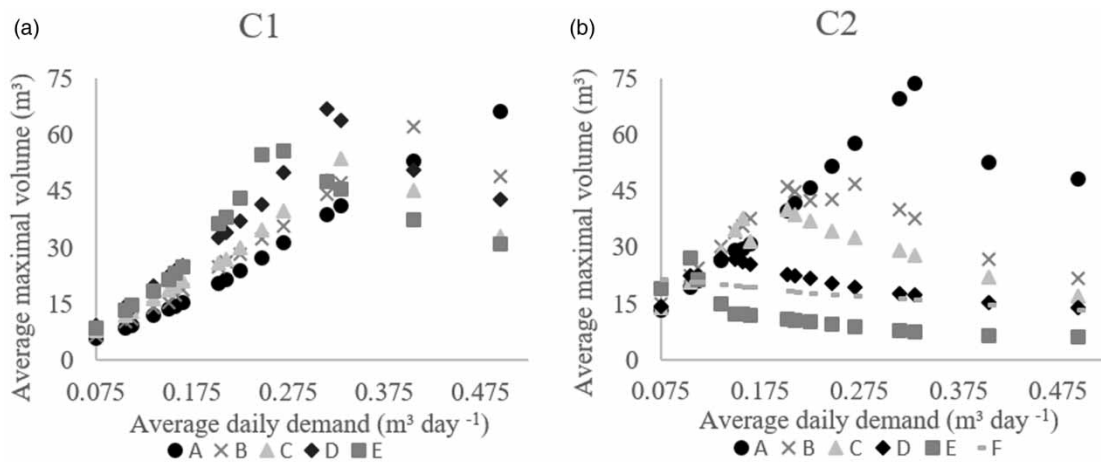 (a)
C1
Average maximal volume (m³)
75
60
45
30
15
0
0.075 0.175 0.275 0.375 0.475
Average daily demand (m³ day -1)
A B C D E
(b)
C2
Average maximal volume (m³)
75
60
45
30
15
0
0.075 0.175 0.275 0.375 0.475
Average daily demand (m³ day -1)
A B C D E F